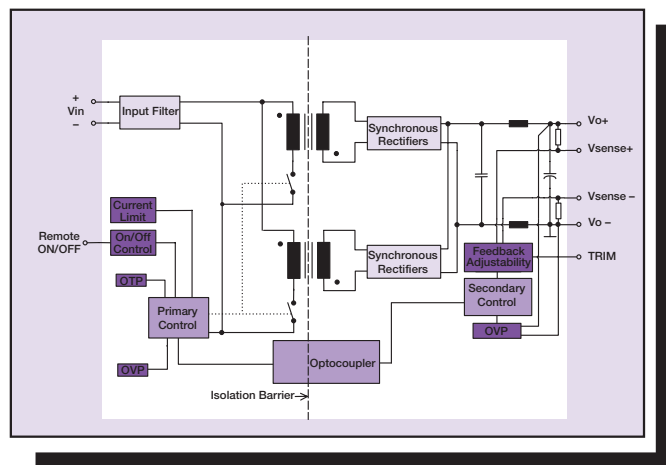 +
Vin
–
Input Filter
Synchronous
Rectifiers
Vo+
Vsense+
Vsense –
Vo –
TRIM
Current
Limit
Remote
ON/OFF
On/Off
Control
OTP
Primary
Control
OVP
Synchronous
Rectifiers
Feedback
Adjustability
Secondary
Control
OVP
Optocoupler
Isolation Barrier